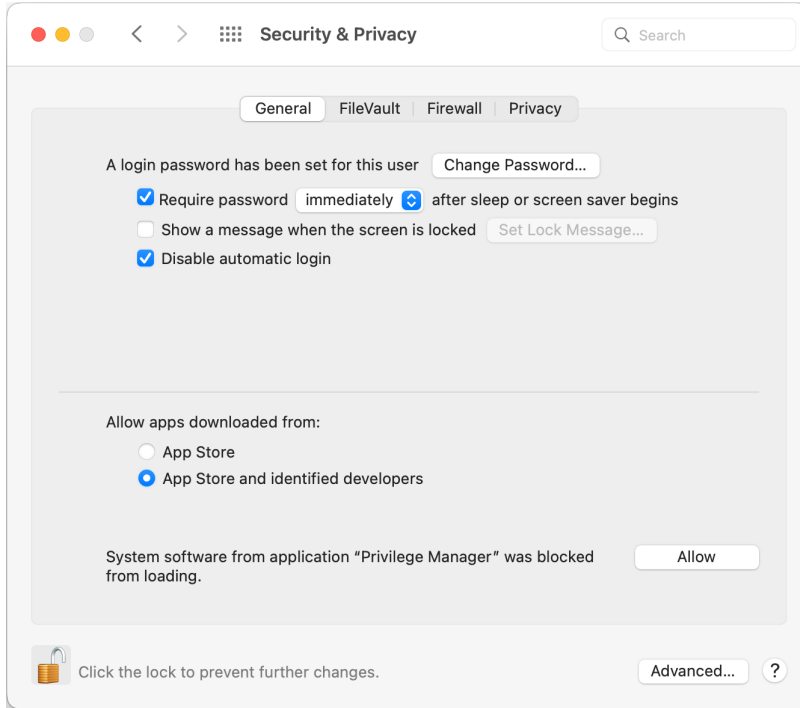 Security & Privacy
Search
General FileVault Firewall Privacy
A login password has been set for this user Change Password...
Require password immediately after sleep or screen saver begins
Show a message when the screen is locked Set Lock Message...
Disable automatic login
Allow apps downloaded from:
App Store
App Store and identified developers
System software from application “Privilege Manager” was blocked Allow
from loading.
Click the lock to prevent further changes. Advanced... ?